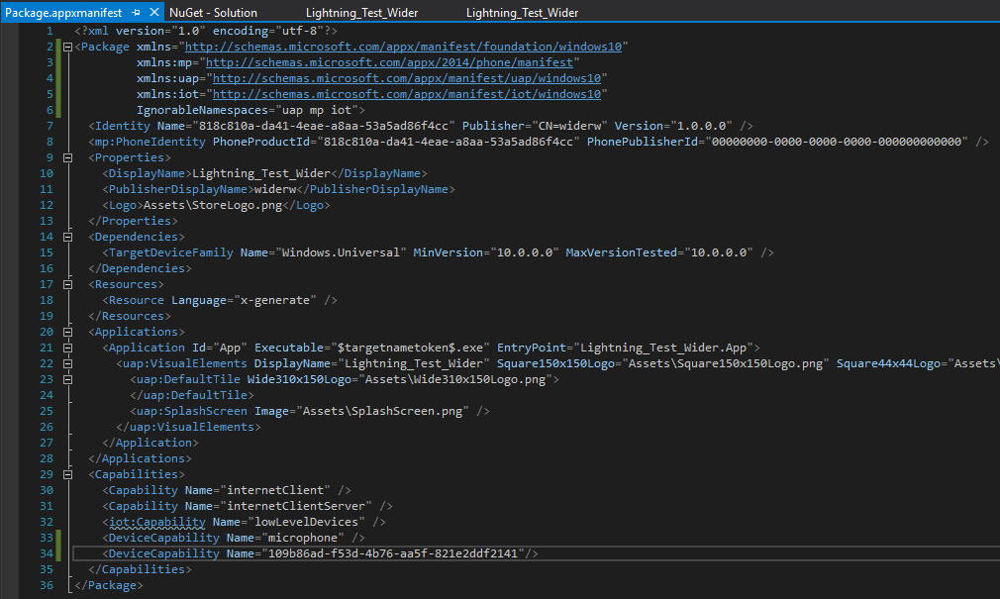 Package.appxmanifest NuGet - Solution Lightning_Test_Wider Lightning_Test_Wider
1 <?xml version="1.0" encoding="utf-8"?>
2 <Package xmlns="http://schemas.microsoft.com/appx/manifest/foundation/windows10"
3 xmlns:mp="http://schemas.microsoft.com/appx/2014/phone/manifest"
4 xmlns:uap="http://schemas.microsoft.com/appx/manifest/uap/windows10"
5 xmlns:iot="http://schemas.microsoft.com/appx/manifest/iot/windows10"
6 IgnorableNamespaces="uap mp iot">
7 <Identity Name="818c810a-da41-4eae-a8aa-53a5ad86f4cc" Publisher="CN=widerw" Version="1.0.0.0" />
8 <mp:PhoneIdentity PhoneProductId="818c810a-da41-4eae-a8aa-53a5ad86f4cc" PhonePublisherId="00000000-0000-0000-0000-000000000000" />
9 <Properties>
10 <DisplayName>Lightning_Test_Wider</DisplayName>
11 <PublisherDisplayName>widerw</PublisherDisplayName>
12 <Logo>Assets\StoreLogo.png</Logo>
13 </Properties>
14 <Dependencies>
15 <TargetDeviceFamily Name="Windows.Universal" MinVersion="10.0.0.0" MaxVersionTested="10.0.0.0" />
16 </Dependencies>
17 <Resources>
18 <Resource Language="x-generate" />
19 </Resources>
20 <Applications>
21 <Application Id="App" Executable="$targetnametoken$.exe" EntryPoint="Lightning_Test_Wider.App">
22 <uap:VisualElements DisplayName="Lightning_Test_Wider" Square150x150Logo="Assets\Square150x150Logo.png" Square44x44Logo="Assets\
23 <uap:DefaultTile Wide310x150Logo="Assets\Wide310x150Logo.png">
24 </uap:DefaultTile>
25 <uap:SplashScreen Image="Assets\SplashScreen.png" />
26 </uap:VisualElements>
27 </Application>
28 </Applications>
29 <Capabilities>
30 <Capability Name="internetClient" />
31 <Capability Name="internetClientServer" />
32 <iot:Capability Name="lowLevelDevices" />
33 <DeviceCapability Name="microphone" />
34 <DeviceCapability Name="109b86ad-f53d-4b76-aa5f-821e2ddf2141"/>
35 </Capabilities>
36 </Package>